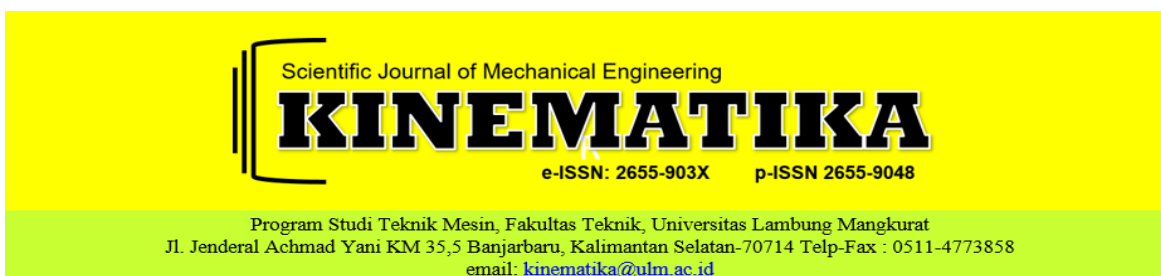 Scientific Journal of Mechanical Engineering
KINEMATIKA
e-ISSN: 2655-903X p-ISSN 2655-9048
Program Studi Teknik Mesin, Fakultas Teknik, Universitas Lambung Mangkurat
Jl. Jenderal Achmad Yani KM 35,5 Banjarbaru, Kalimantan Selatan-70714 Telp-Fax : 0511-4773858
email: kinematika@ulm.ac.id